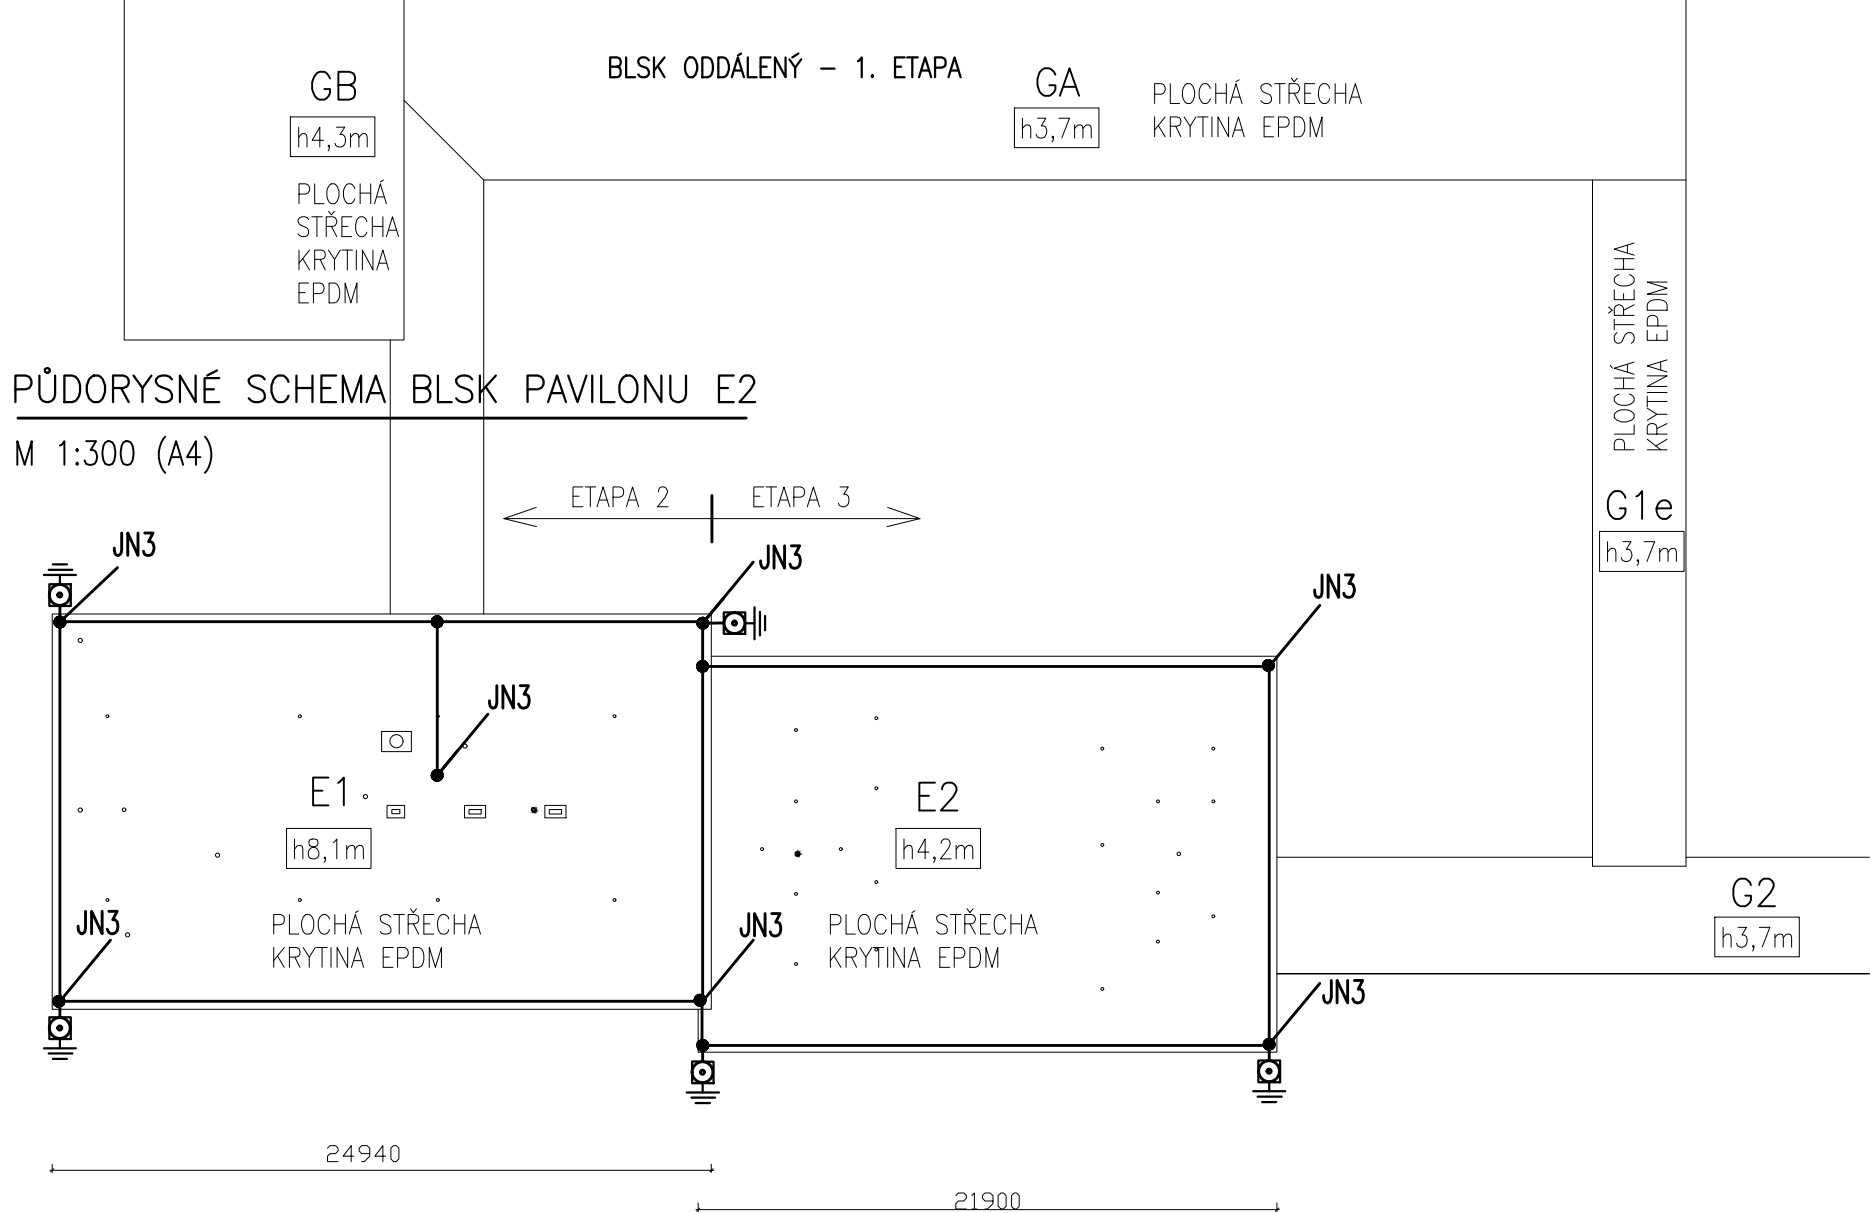 BLSK ODDÁLENÝ – 1. ETAPA
GB
h4,3m
PLOCHÁ
STŘECHA
KRYTINA
EPDM
GA
h3,7m
PLOCHÁ STŘECHA
KRYTINA EPDM
PLOCHÁ STŘECHA
KRYTINA EPDM
G1e
h3,7m
PŮDORYSNÉ SCHEMA BLSK PAVILONU E2
M 1:300 (A4)
ETAPA 2
ETAPA 3
JN3
JN3
JN3
JN3
E1
h8,1m
PLOCHÁ STŘECHA
KRYTINA EPDM
JN3
E2
h4,2m
PLOCHÁ STŘECHA
KRYTINA EPDM
JN3
G2
h3,7m
JN3
24940
21900